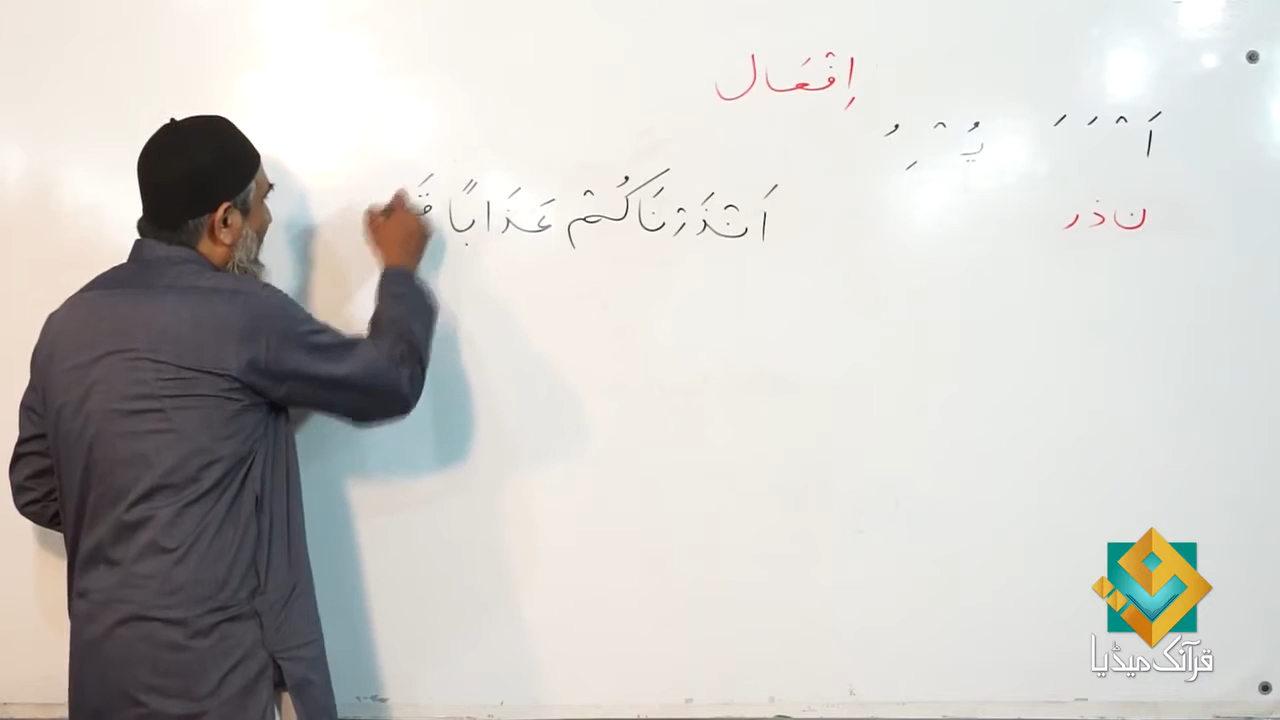 اِفْعَال
اَ ْ َ َ يُ ْ ِ ُ
ن ذ ر
اَنْذَرْنَاكُمْ عَذَابًا قَ
قرآنک میڈیا